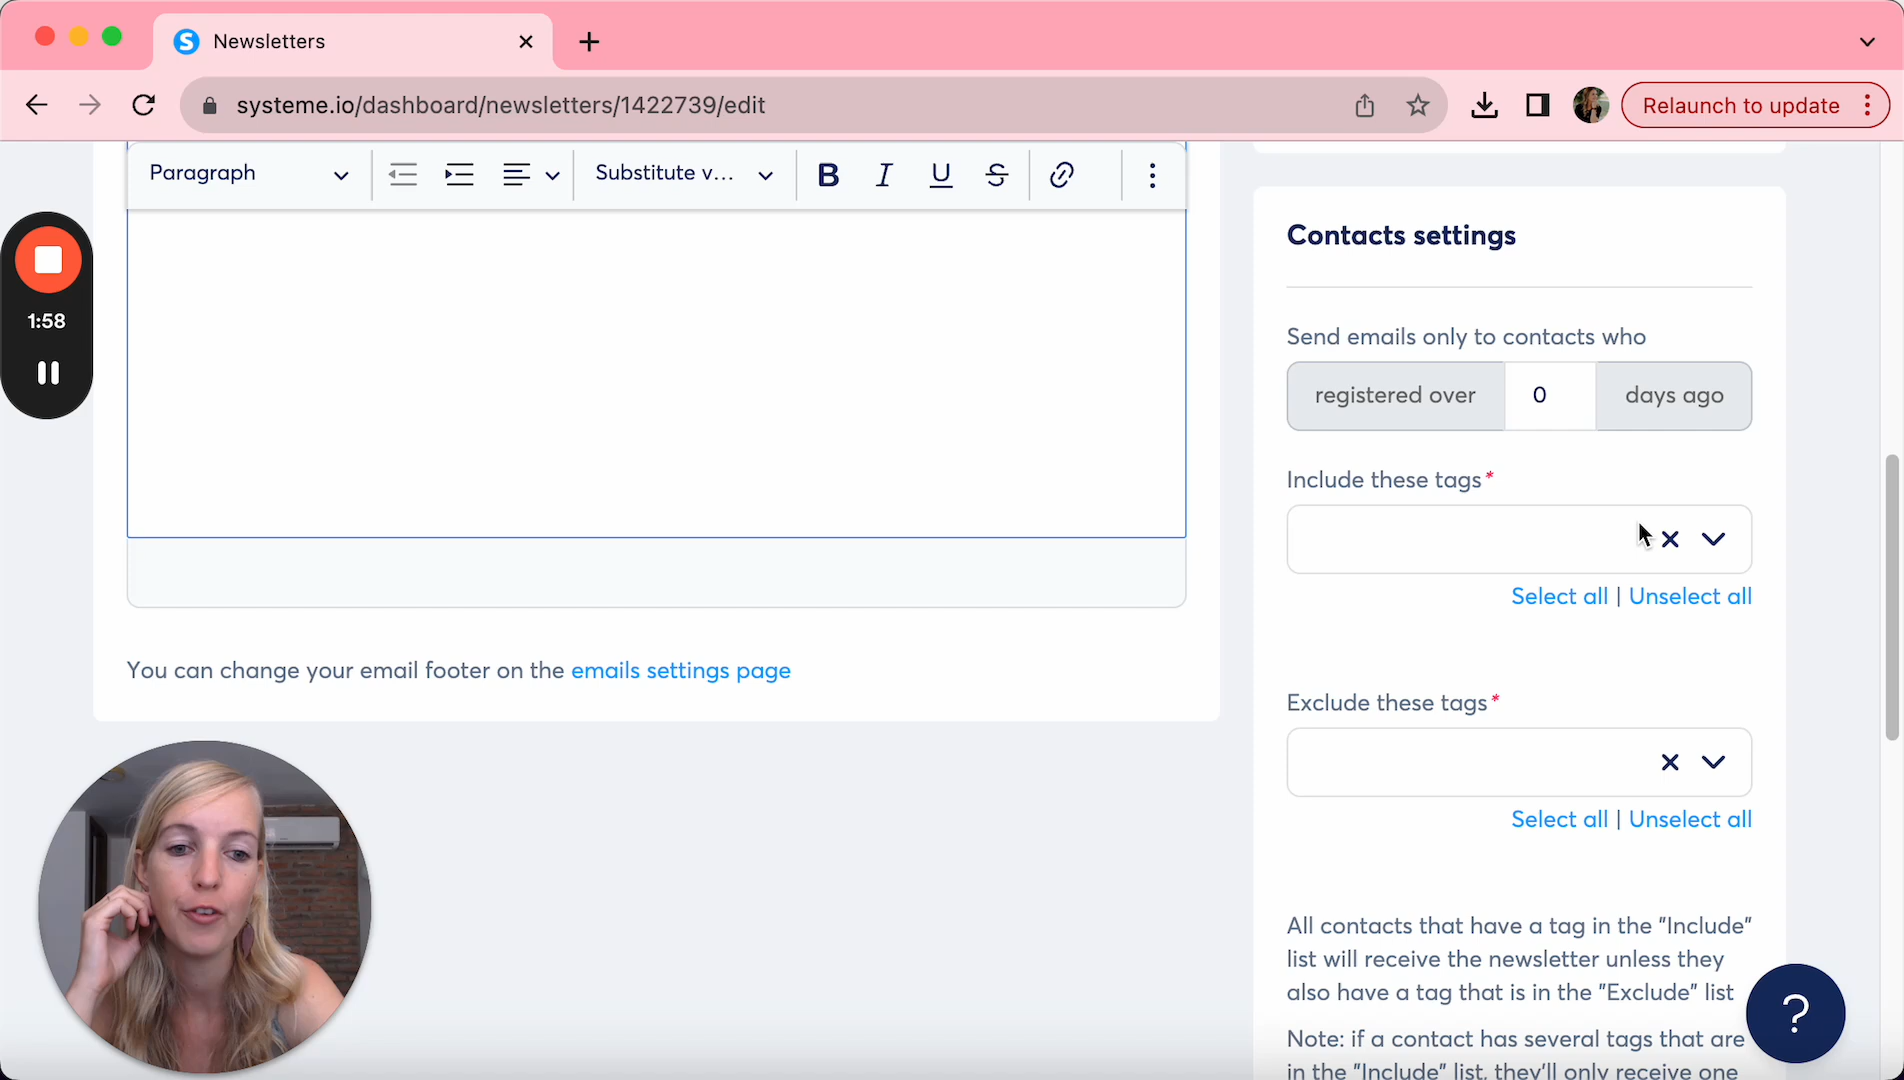 Newsletters
systeme.io/dashboard/newsletters/1422739/edit
Relaunch to update
Paragraph
Substitute v...
B I U S
1:58
You can change your email footer on the emails settings page
Contacts settings
Send emails only to contacts who
registered over 0 days ago
Include these tags*
Select all | Unselect all
Exclude these tags*
Select all | Unselect all
All contacts that have a tag in the "Include"
list will receive the newsletter unless they
also have a tag that is in the "Exclude" list
Note: if a contact has several tags that are
in the "Include" list, they'll only receive one
?